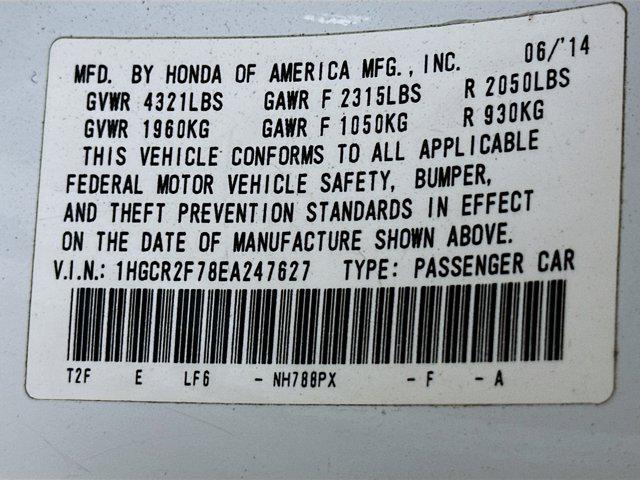 MFD. BY HONDA OF AMERICA MFG., INC. 06/'14
GVWR 4321LBS GAWR F 2315LBS R 2050LBS
GVWR 1960KG GAWR F 1050KG R 930KG
THIS VEHICLE CONFORMS TO ALL APPLICABLE
FEDERAL MOTOR VEHICLE SAFETY, BUMPER,
AND THEFT PREVENTION STANDARDS IN EFFECT
ON THE DATE OF MANUFACTURE SHOWN ABOVE.
V.I.N.: 1HGCR2F78EA247627 TYPE: PASSENGER CAR
T2F E LF6 - NH788PX - F - A